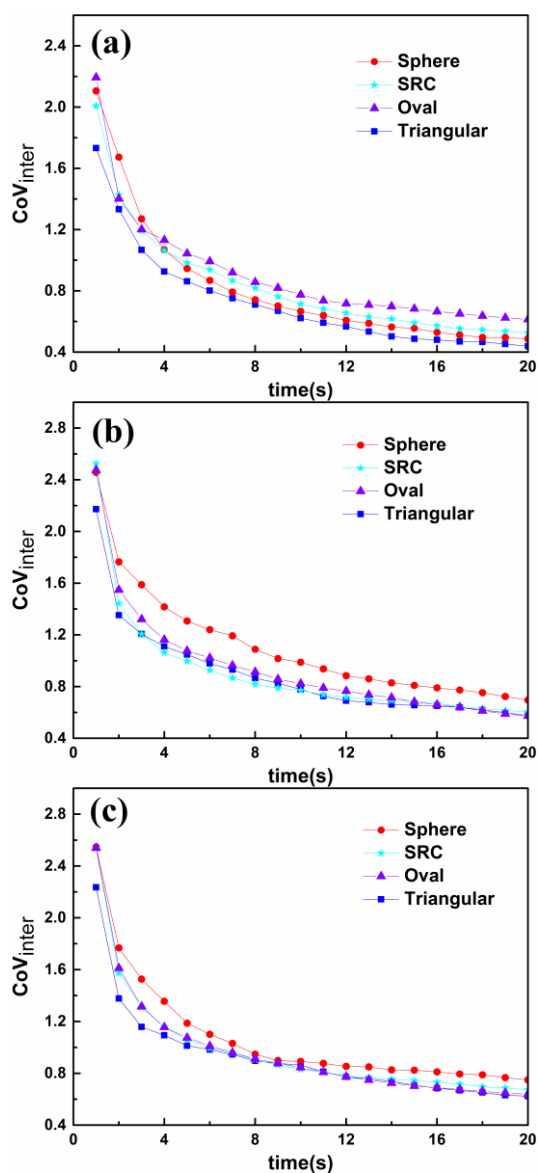 (a)
Sphere
SRC
Oval
Triangular
CoVinter
2.4
2.0
1.6
1.2
0.8
0.4
0 4 8 12 16 20
time(s)
(b)
Sphere
SRC
Oval
Triangular
CoVinter
2.8
2.4
2.0
1.6
1.2
0.8
0.4
0 4 8 12 16 20
time(s)
(c)
Sphere
SRC
Oval
Triangular
CoVinter
2.8
2.4
2.0
1.6
1.2
0.8
0.4
0 4 8 12 16 20
time(s)